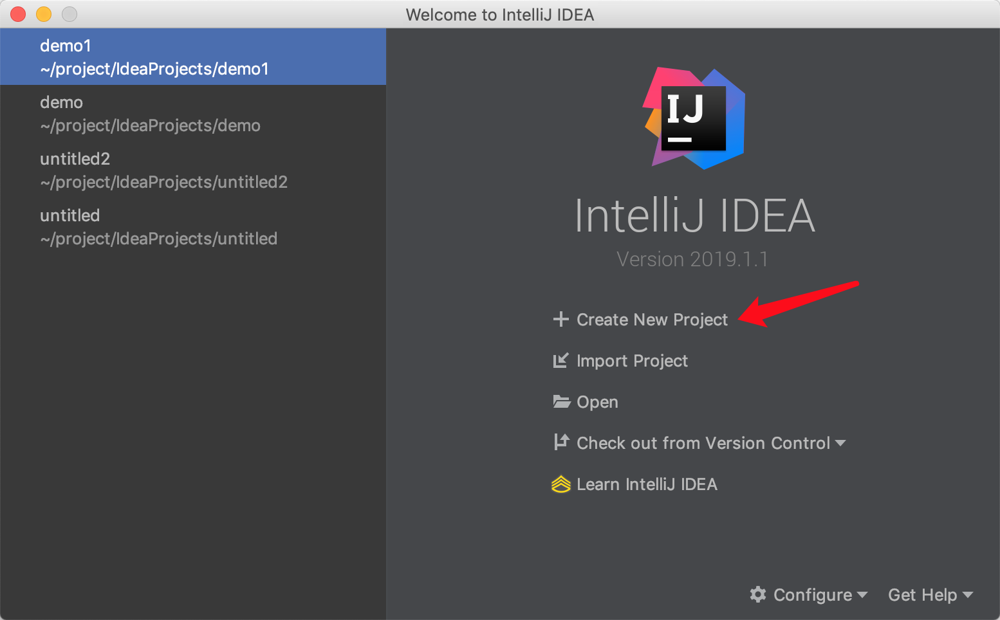 Welcome to IntelliJ IDEA
demo1
~/project/IdeaProjects/demo1
demo
~/project/IdeaProjects/demo
untitled2
~/project/IdeaProjects/untitled2
untitled
~/project/IdeaProjects/untitled
IJ
IntelliJ IDEA
Version 2019.1.1
Create New Project
Import Project
Open
Check out from Version Control
Learn IntelliJ IDEA
Configure
Get Help